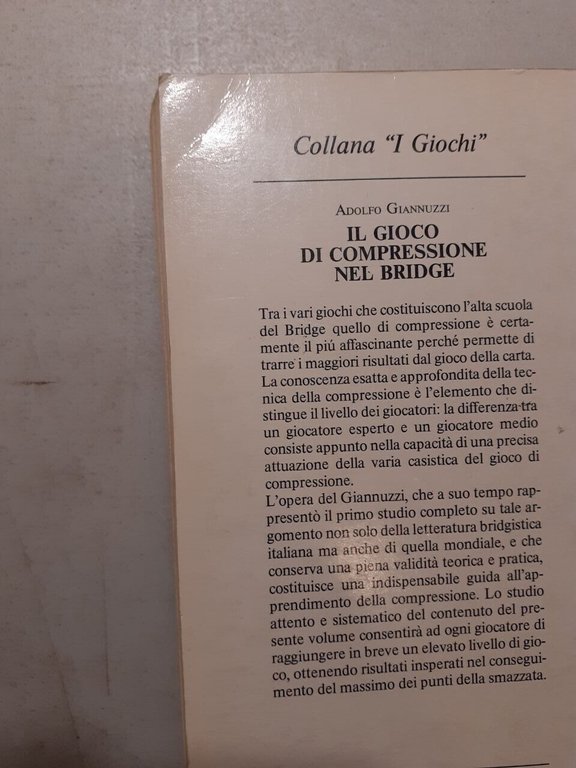 Collana "I Giochi"
ADOLFO GIANNUZZI
IL GIOCO
DI COMPRESSIONE
NEL BRIDGE
Tra i vari giochi che costituiscono l'alta scuola
del Bridge quello di compressione è certa-
mente il piú affascinante perché permette di
trarre i maggiori risultati dal gioco della carta.
La conoscenza esatta e approfondita della tec-
nica della compressione è l'elemento che di-
stingue il livello dei giocatori: la differenza tra
un giocatore esperto e un giocatore medio
consiste appunto nella capacità di una precisa
attuazione della varia casistica del gioco di
compressione.
L'opera del Giannuzzi, che a suo tempo rap-
presentò il primo studio completo su tale ar-
gomento non solo della letteratura bridgistica
italiana ma anche di quella mondiale, e che
conserva una piena validità teorica e pratica,
costituisce una indispensabile guida all'ap-
prendimento della compressione. Lo studio
attento e sistematico del contenuto del pre-
sente volume consentirà ad ogni giocatore di
raggiungere in breve un elevato livello di gio-
co, ottenendo risultati insperati nel consegui-
mento del massimo dei punti della smazzata.